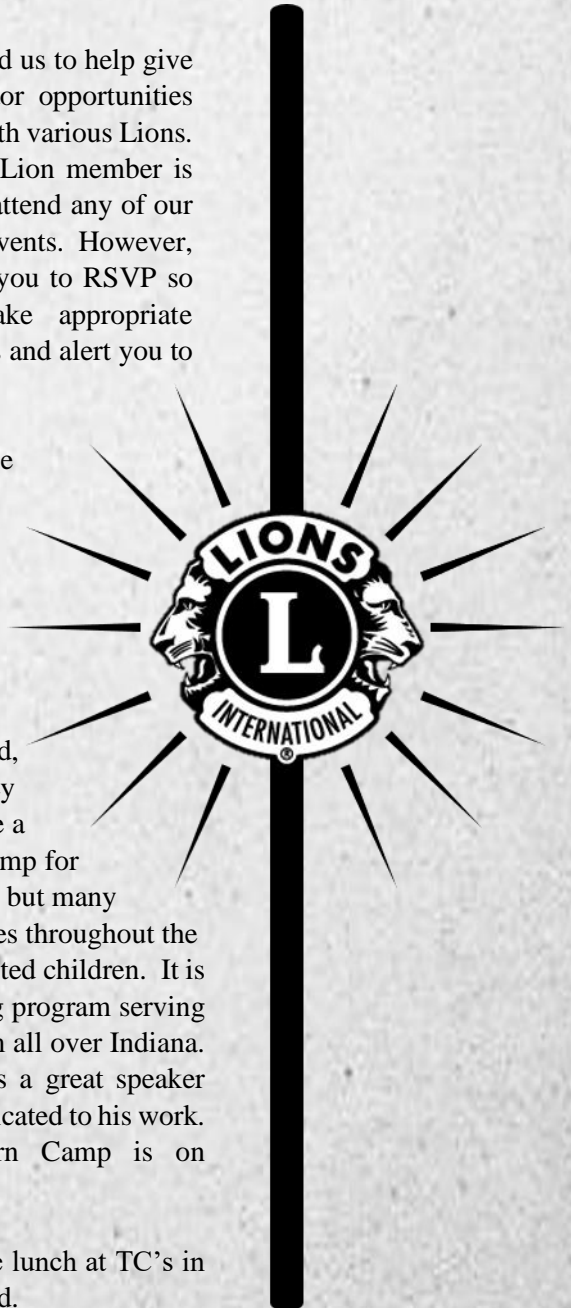 d us to help give
or opportunities
th various Lions.
Lion member is
attend any of our
vents. However,
you to RSVP so
ake appropriate
and alert you to
e
LIONS
L
INTERNATIONAL
®
d,
y
e a
mp for
but many
es throughout the
ted children. It is
g program serving
n all over Indiana.
s a great speaker
icated to his work.
rn Camp is on
e lunch at TC's in
d.